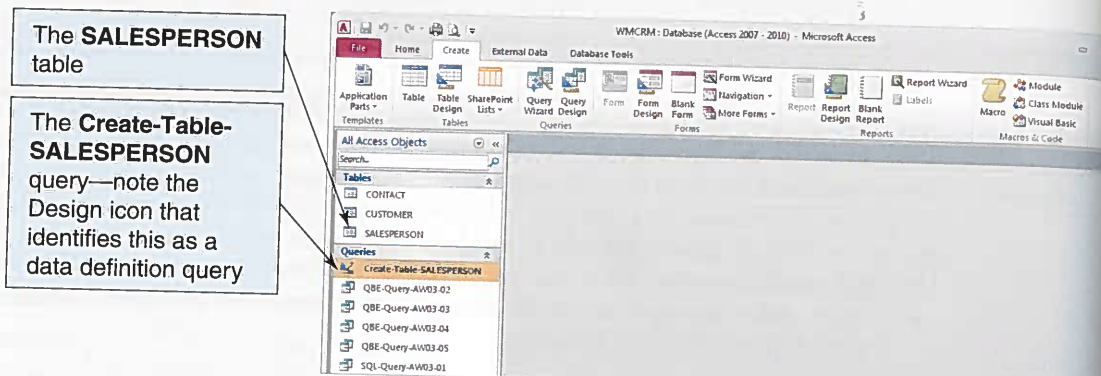 The SALESPERSON
table
The Create-Table-
SALESPERSON
query—note the
Design icon that
identifies this as a
data definition query
WMCRM : Database (Access 2007 - 2010) - Microsoft Access
File Home Create External Data Database Tools
Application Parts
Templates
Table Table Design SharePoint Lists
Tables
Query Wizard Query Design
Queries
Form Form Design Blank Form Form Wizard Navigation More Forms
Forms
Report Report Design Blank Report Report Wizard Labels
Reports
Macro Module Class Module Visual Basic
Macros & Code
All Access Objects
Search..
Tables
CONTACT
CUSTOMER
SALESPERSON
Queries
Create-Table-SALESPERSON
QBE-Query-AW03-02
QBE-Query-AW03-03
QBE-Query-AW03-04
QBE-Query-AW03-05
SQL-Query-AW03-01